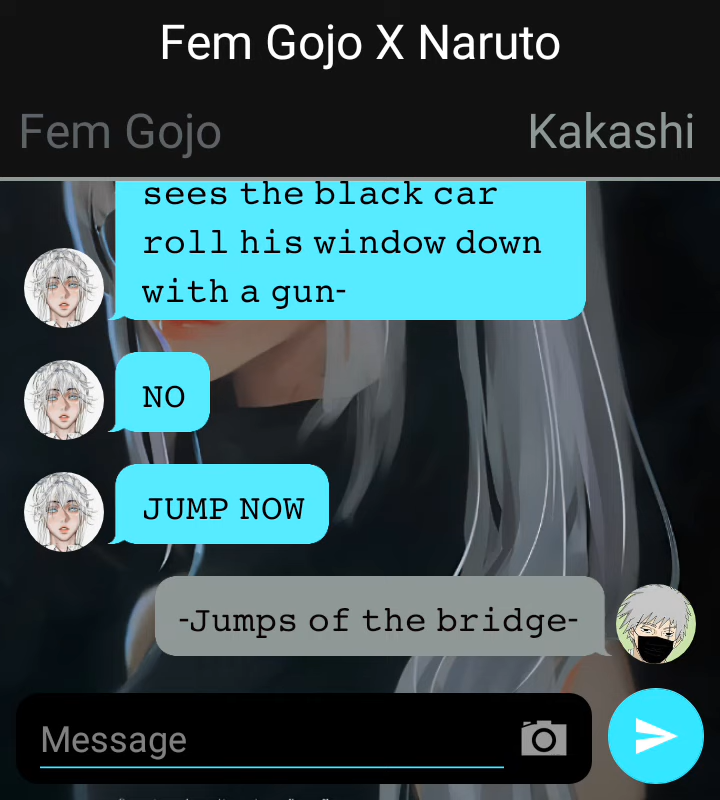 Fem Gojo X Naruto
Fem Gojo
Kakashi
sees the black car
roll his window down
with a gun-
NO
JUMP NOW
-Jumps of the bridge-
Message